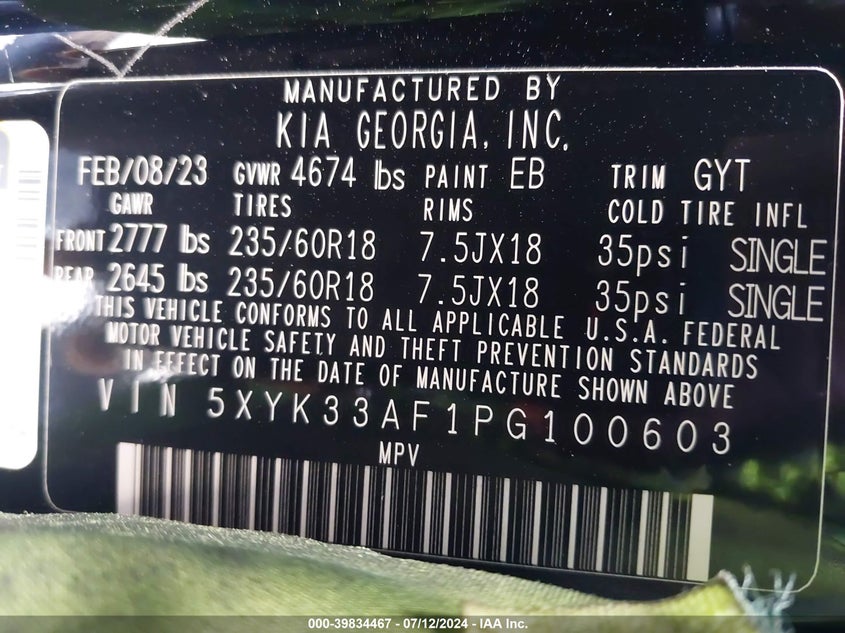 MANUFACTURED BY
KIA GEORGIA, INC.
FEB/08/23 GVWR 4674 lbs PAINT EB TRIM GYT
GAWR TIRES RIMS COLD TIRE INFL
FRONT 2777 lbs 235/60R18 7.5JX18 35psi SINGLE
REAR 2645 lbs 235/60R18 7.5JX18 35psi SINGLE
THIS VEHICLE CONFORMS TO ALL APPLICABLE U.S.A. FEDERAL
MOTOR VEHICLE SAFETY AND THEFT PREVENTION STANDARDS
IN EFFECT ON THE DATE OF MANUFACTURE SHOWN ABOVE
VIN 5XYK33AF1PG100603
MPV
000-39834467 - 07/12/2024 - IAA Inc.